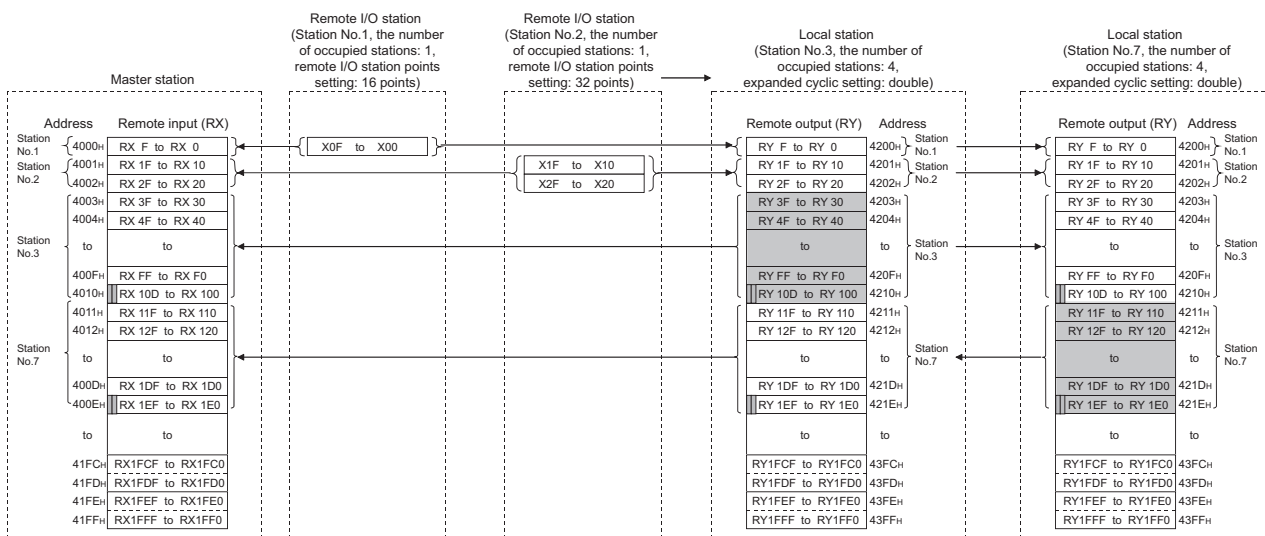 Remote I/O station
(Station No.1, the number
of occupied stations: 1,
remote I/O station points
setting: 16 points)
Remote I/O station
(Station No.2, the number
of occupied stations: 1,
remote I/O station points
setting: 32 points)
Local station
(Station No.3, the number of
occupied stations: 4,
expanded cyclic setting: double)
Local station
(Station No.7, the number of
occupied stations: 4,
expanded cyclic setting: double)
Master station
Address Remote input (RX)
Station No.1
4000H RX F to RX 0
Station No.2
4001H RX 1F to RX 10
4002H RX 2F to RX 20
Station No.3
4003H RX 3F to RX 30
4004H RX 4F to RX 40
to
400FH RX FF to RX F0
4010H RX 10D to RX 100
Station No.7
4011H RX 11F to RX 110
4012H RX 12F to RX 120
to to
400DH RX 1DF to RX 1D0
400EH RX 1EF to RX 1E0
to to
41FCH RX1FCF to RX1FC0
41FDH RX1FDF to RX1FD0
41FEH RX1FEF to RX1FE0
41FFH RX1FFF to RX1FF0
X0F to X00
X1F to X10
X2F to X20
Remote output (RY) Address
RY F to RY 0 4200H
Station No.1
RY 1F to RY 10 4201H
RY 2F to RY 20 4202H
Station No.2
RY 3F to RY 30 4203H
RY 4F to RY 40 4204H
to to
Station No.3
RY FF to RY F0 420FH
RY 10D to RY 100 4210H
RY 11F to RY 110 4211H
RY 12F to RY 120 4212H
to to
Station No.7
RY 1DF to RY 1D0 421DH
RY 1EF to RY 1E0 421EH
to to
RY1FCF to RY1FC0 43FCH
RY1FDF to RY1FD0 43FDH
RY1FEF to RY1FE0 43FEH
RY1FFF to RY1FF0 43FFH
Remote output (RY) Address
RY F to RY 0 4200H
Station No.1
RY 1F to RY 10 4201H
RY 2F to RY 20 4202H
Station No.2
RY 3F to RY 30 4203H
RY 4F to RY 40 4204H
to to
Station No.3
RY FF to RY F0 420FH
RY 10D to RY 100 4210H
RY 11F to RY 110 4211H
RY 12F to RY 120 4212H
to to
Station No.7
RY 1DF to RY 1D0 421DH
RY 1EF to RY 1E0 421EH
to to
RY1FCF to RY1FC0 43FCH
RY1FDF to RY1FD0 43FDH
RY1FEF to RY1FE0 43FEH
RY1FFF to RY1FF0 43FFH